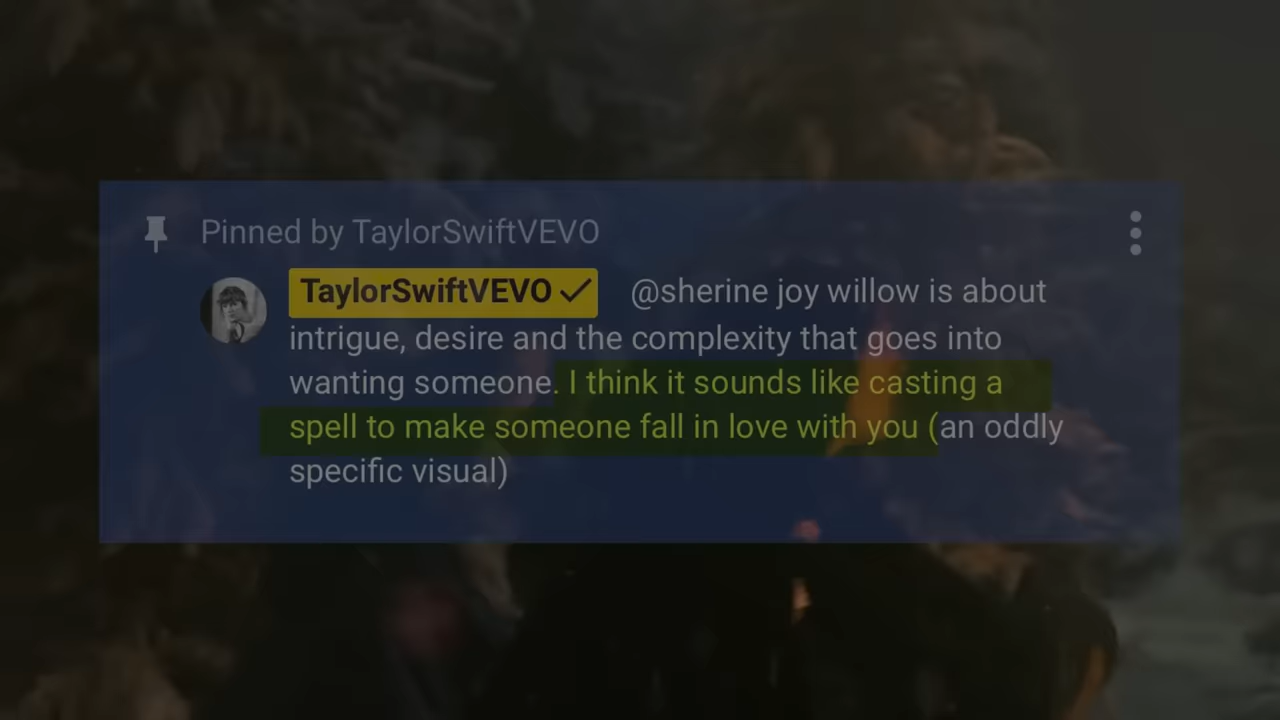 Pinned by TaylorSwiftVEVO
TaylorSwiftVEVO @sherine joy willow is about
intrigue, desire and the complexity that goes into
wanting someone. I think it sounds like casting a
spell to make someone fall in love with you (an oddly
specific visual)